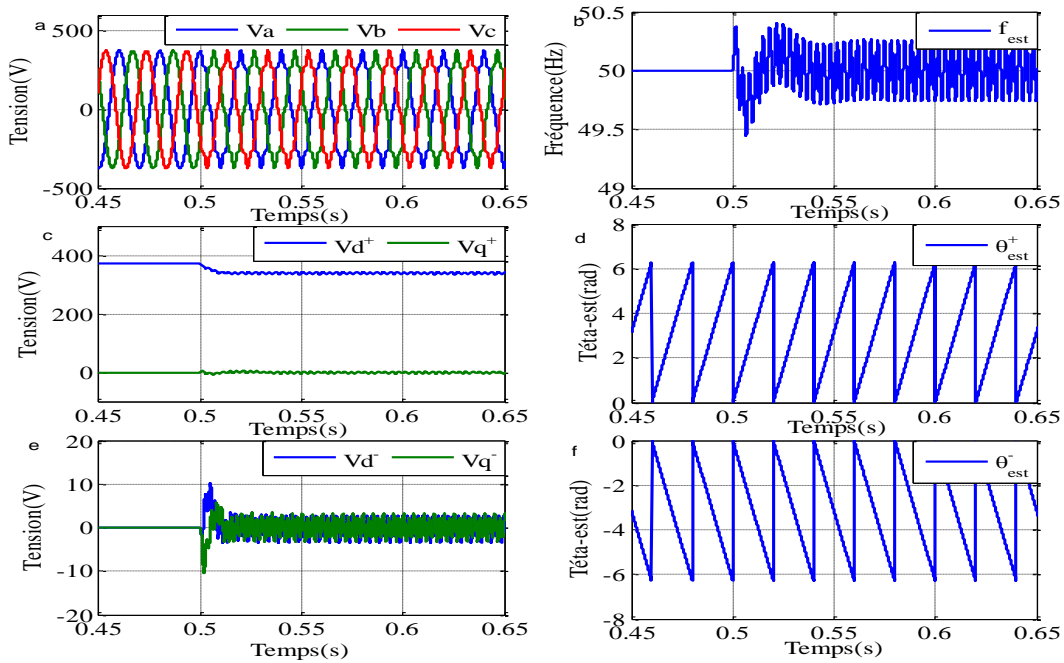 a
Va Vb Vc
Tension(V)
500
0
-500
0.45 0.5 0.55 0.6 0.65
Temps(s)
b
f_est
Fréquence(Hz)
50.5
50
49.5
49
0.45 0.5 0.55 0.6 0.65
Temps(s)
c
Vd⁺ Vq⁺
Tension(V)
400
200
0
0.45 0.5 0.55 0.6 0.65
Temps(s)
d
θ⁺est
Téta-est(rad)
8
6
4
2
0
0.45 0.5 0.55 0.6 0.65
Temps(s)
e
Vd⁻ Vq⁻
Tension(V)
20
10
0
-10
-20
0.45 0.5 0.55 0.6 0.65
Temps(s)
f
θ⁻est
Téta-est(rad)
0
-2
-4
-6
-8
0.45 0.5 0.55 0.6 0.65
Temps(s)